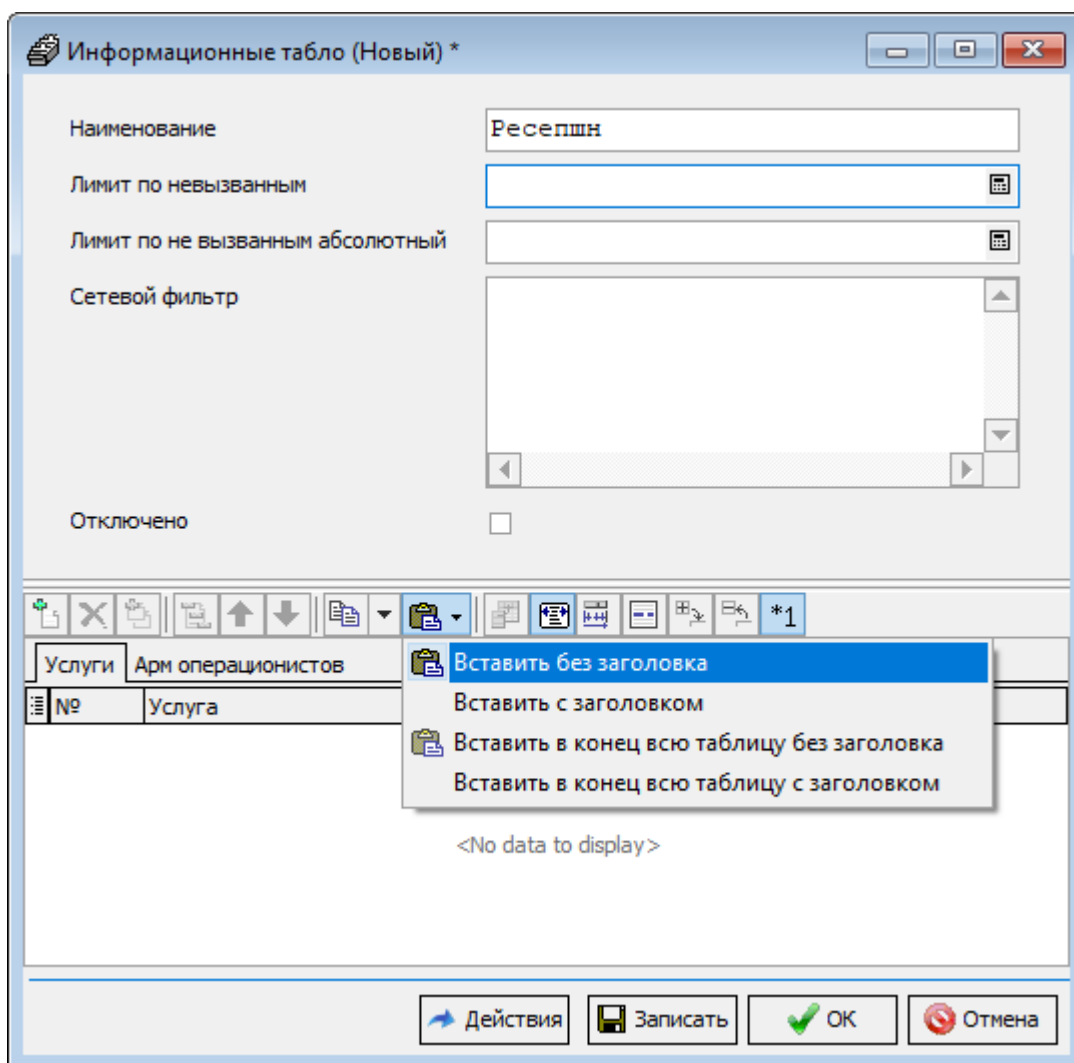 Информационные табло (Новый) *
Наименование
Ресепшн
Лимит по невызванным
Лимит по не вызванным абсолютный
Сетевой фильтр
Отключено
*1
Услуги Арм операционистов
№ Услуга
Вставить без заголовка
Вставить с заголовком
Вставить в конец всю таблицу без заголовка
Вставить в конец всю таблицу с заголовком
<No data to display>
Действия Записать OK Отмена